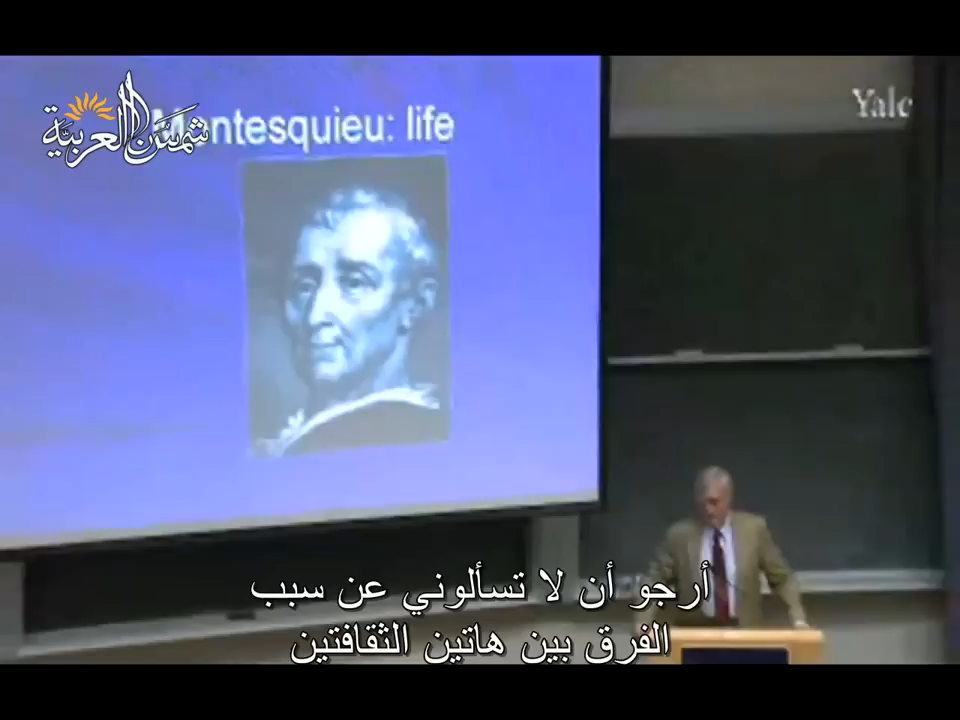 شمس العربية
Montesquieu: life
Yale
أرجو أن لا تسألوني عن سبب
الفرق بين هاتين الثقافتين